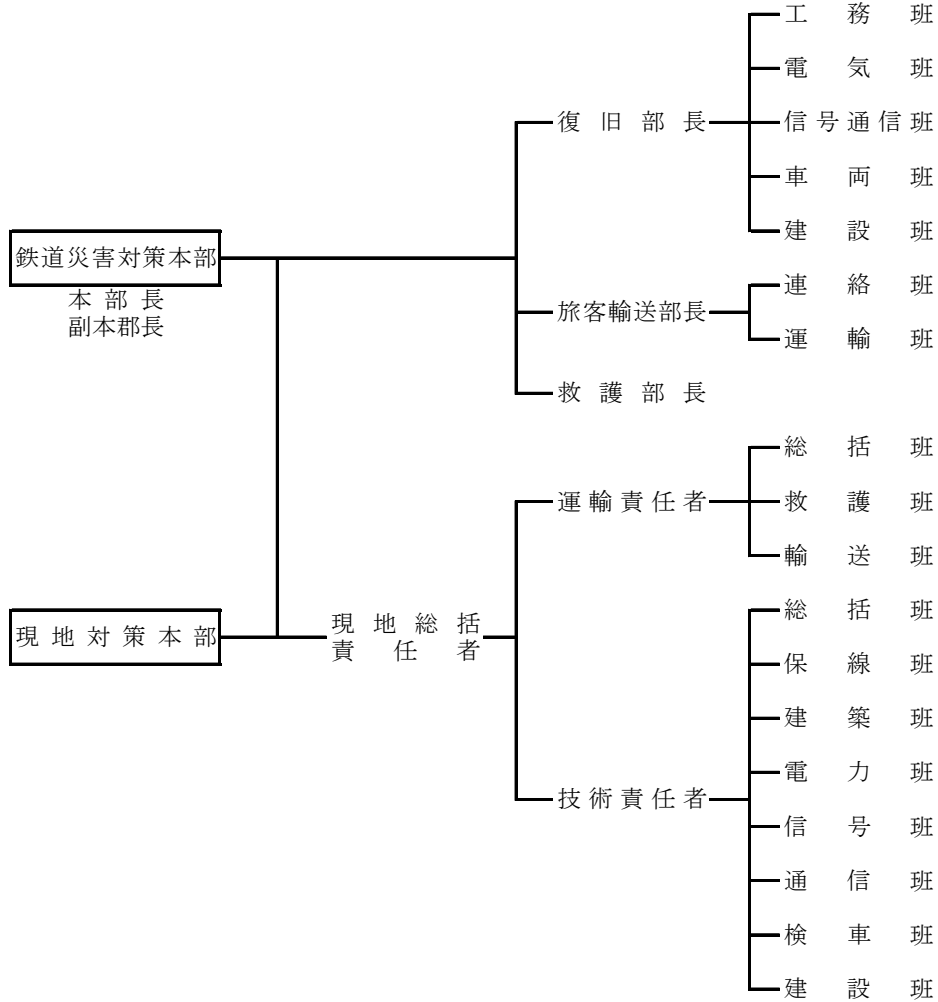 工務班
電気班
復旧部長
信号通信班
車両班
建設班
鉄道災害対策本部
本部長
副本郡長
連絡班
旅客輸送部長
運輸班
救護部長
総括班
運輸責任者
救護班
輸送班
現地対策本部
現地総括
責任者
総括班
保線班
建築班
電力班
技術責任者
信号班
通信班
検車班
建設班